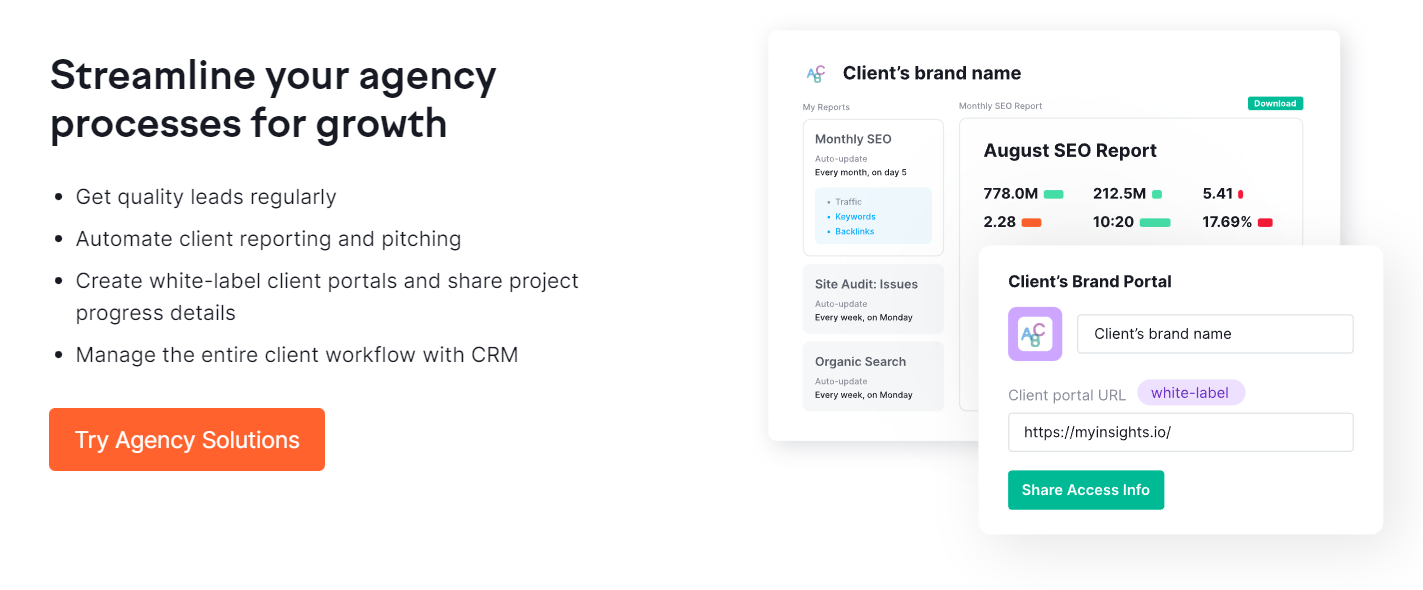 Streamline your agency
processes for growth
• Get quality leads regularly
• Automate client reporting and pitching
• Create white-label client portals and share project
progress details
• Manage the entire client workflow with CRM
Try Agency Solutions
ABC
Client’s brand name
My Reports
Monthly SEO
Auto-update
Every month, on day 5
• Traffic
• Keywords
• Backlinks
Site Audit: Issues
Auto-update
Every week, on Monday
Organic Search
Auto-update
Every week, on Monday
Monthly SEO Report
Download
August SEO Report
778.0M 212.5M 5.41
2.28 10:20 17.69%
Client’s Brand Portal
ABC
Client’s brand name
Client portal URL white-label
https://myinsights.io/
Share Access Info